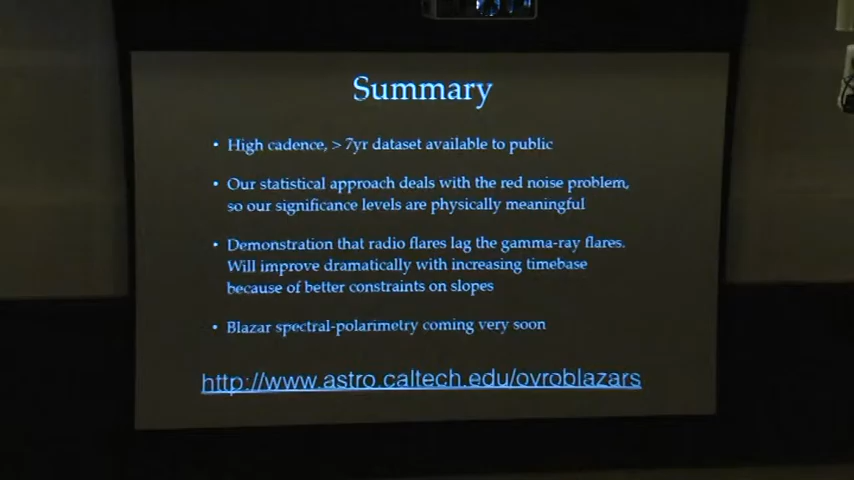 Summary
• High cadence, > 7yr dataset available to public
• Our statistical approach deals with the red noise problem,
so our significance levels are physically meaningful
• Demonstration that radio flares lag the gamma-ray flares.
Will improve dramatically with increasing timebase
because of better constraints on slopes
• Blazar spectral-polarimetry coming very soon
http://www.astro.caltech.edu/ovroblazars